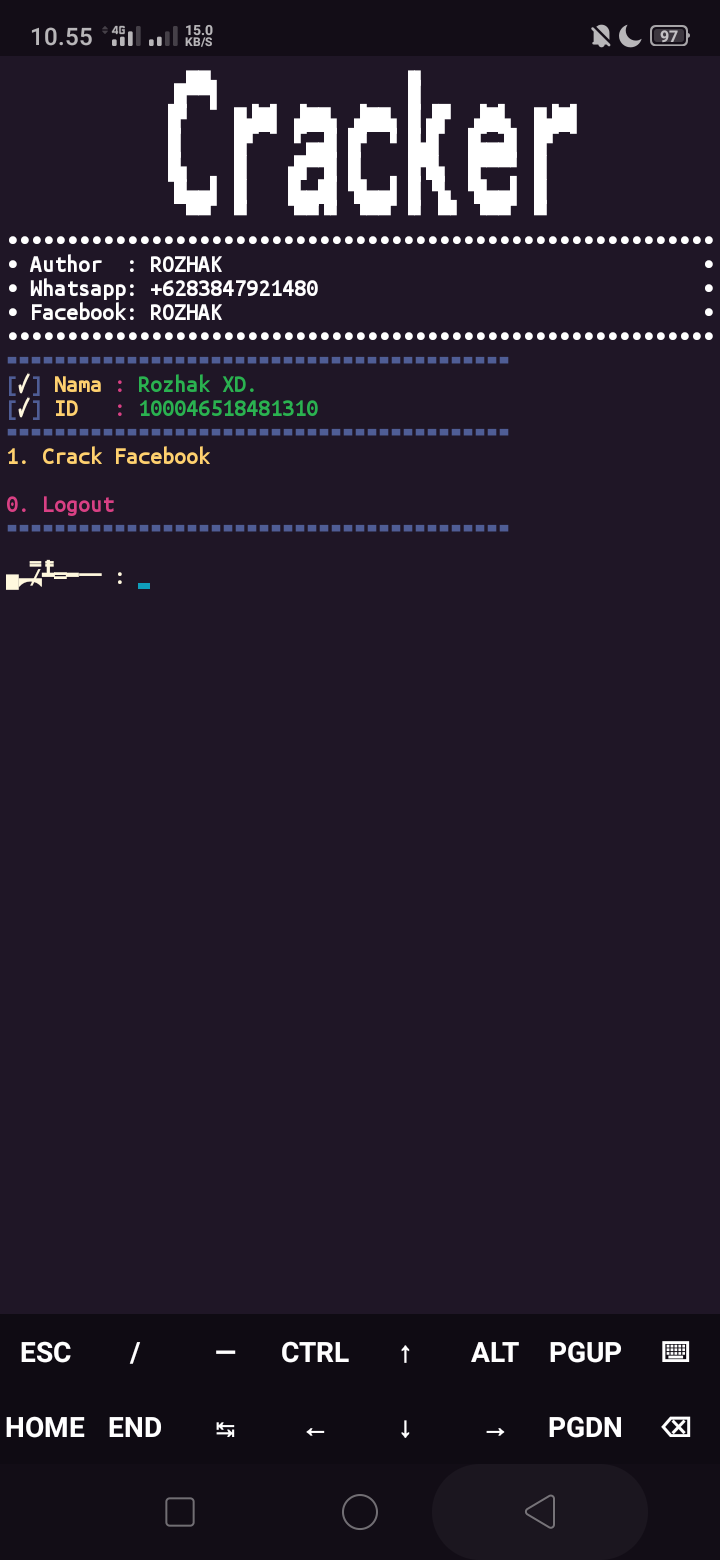 10.55 4G 15.0 KB/S 97
Cracker
• Author : ROZHAK •
• Whatsapp: +6283847921480 •
• Facebook: ROZHAK •
[✓] Nama : Rozhak XD.
[✓] ID : 100046518481310
1. Crack Facebook
0. Logout
:
ESC / — CTRL ↑ ALT PGUP
HOME END ↹ ← ↓ → PGDN